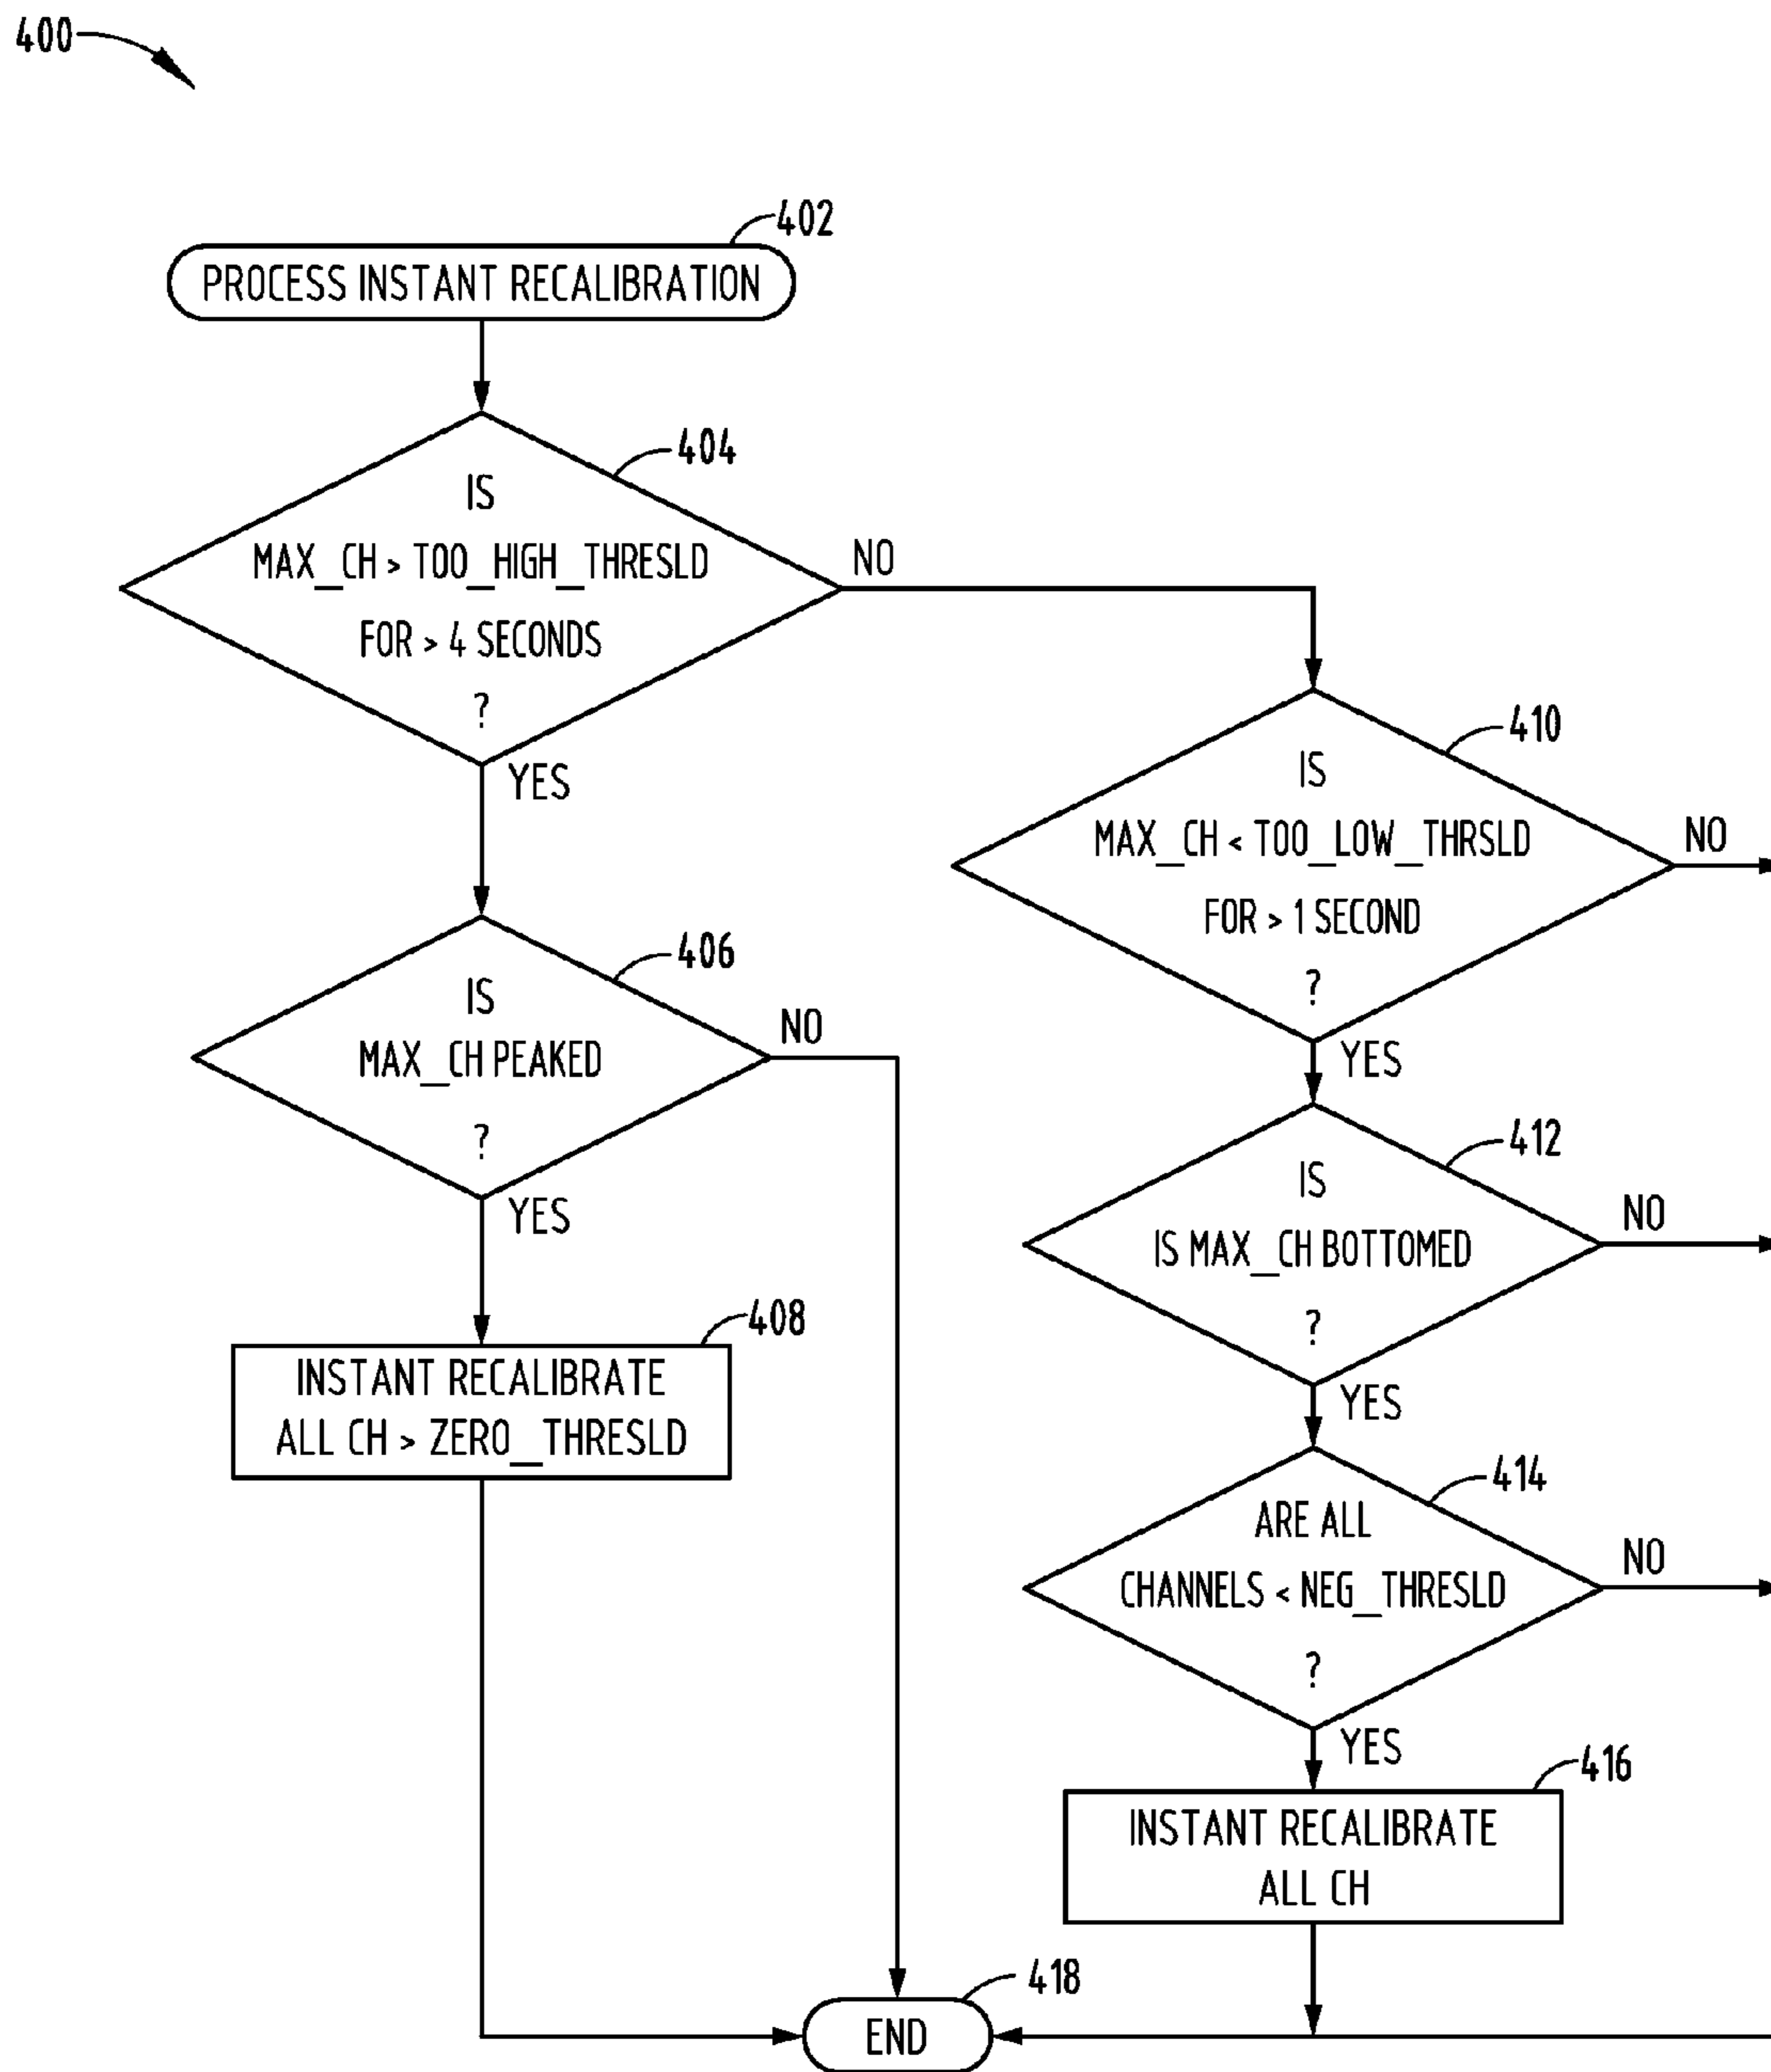 400
402
PROCESS INSTANT RECALIBRATION
404
IS
MAX_CH > TOO_HIGH_THRESLD
FOR > 4 SECONDS
?
NO
YES
406
IS
MAX_CH PEAKED
?
NO
YES
408
INSTANT RECALIBRATE
ALL CH > ZERO_THRESLD
410
IS
MAX_CH < TOO_LOW_THRSLD
FOR > 1 SECOND
?
NO
YES
412
IS
IS MAX_CH BOTTOMED
?
NO
YES
414
ARE ALL
CHANNELS < NEG_THRESLD
?
NO
YES
416
INSTANT RECALIBRATE
ALL CH
418
END